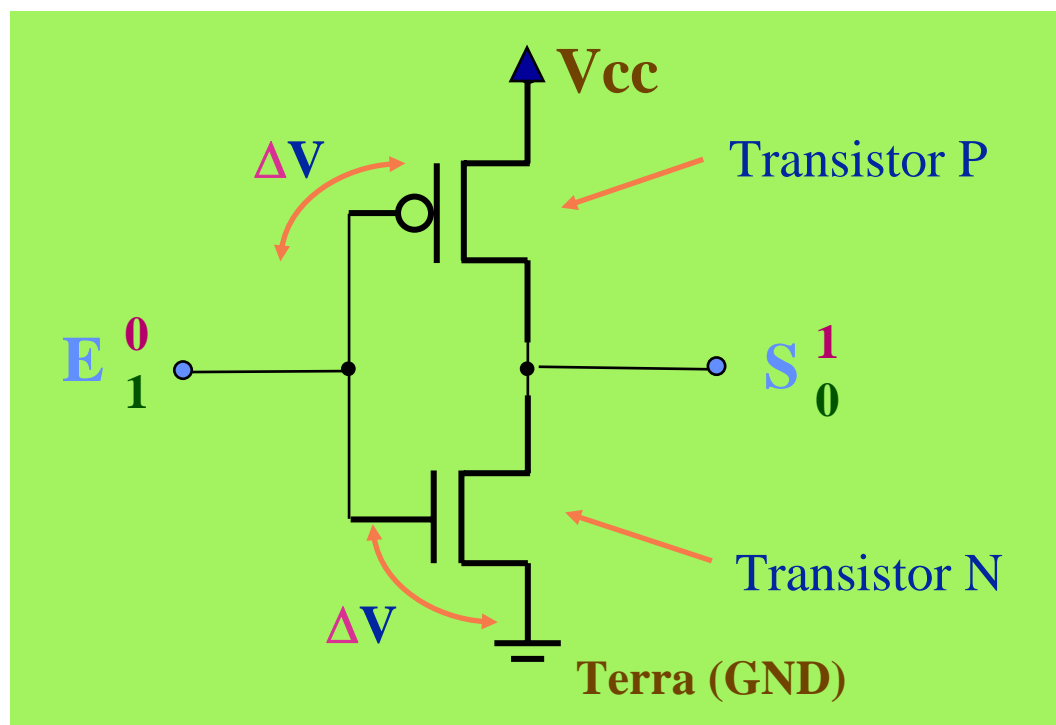 Vcc
ΔV
Transistor P
E 0
1
S 1
0
Transistor N
ΔV
Terra (GND)